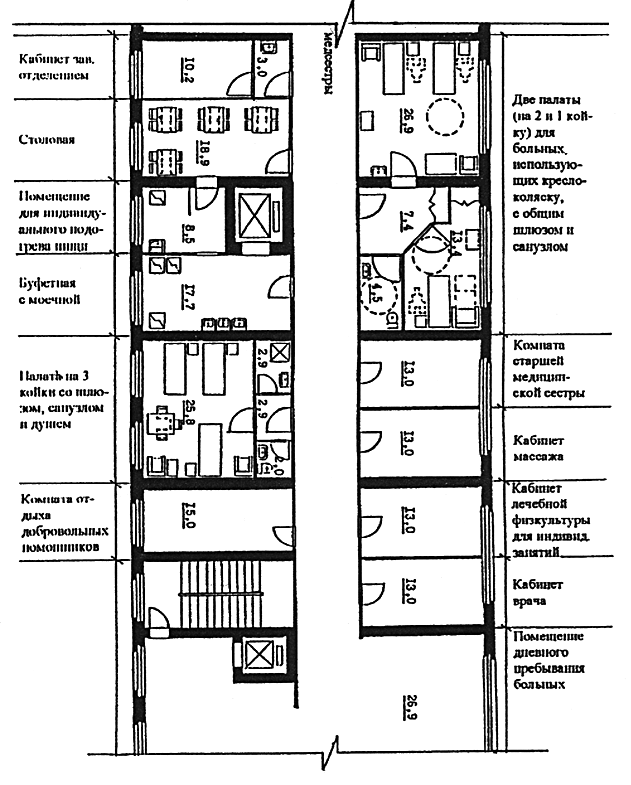 Кабинет зав.
отделением
Столовая
Помещение
для индивиду-
ального подо-
грева пищи
Буфетная
с моечной
Палаты на 3
койки со шлю-
зом, санузлом
и душем
Комната от-
дыха
добровольных
помощников
медсестры
10,2
3,0
18,9
8,5
17,7
2,9
25,8
2,9
2,0
15,0
26,9
7,4
13,4
4,5
13,0
13,0
13,0
13,0
26,9
Две палаты
(на 2 и 1 кой-
ку) для
больных,
использую-
щих кресло-
коляску,
с общим
шлюзом и
санузлом
Комната
старшей
медицин-
ской сестры
Кабинет
массажа
Кабинет
лечебной
физкультуры
для индивид.
занятий
Кабинет
врача
Помещение
дневного
пребывания
больных